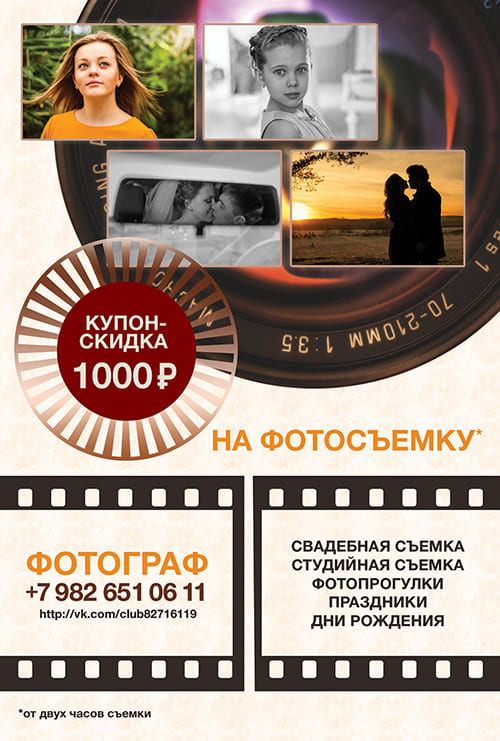 70-210мм 1:3.5
КУПОН-
СКИДКА
1000 ₽
НА ФОТОСЪЕМКУ*
ФОТОГРАФ
+7 982 651 06 11
http://vk.com/club82716119
СВАДЕБНАЯ СЪЕМКА
СТУДИЙНАЯ СЪЕМКА
ФОТОПРОГУЛКИ
ПРАЗДНИКИ
ДНИ РОЖДЕНИЯ
*от двух часов съемки